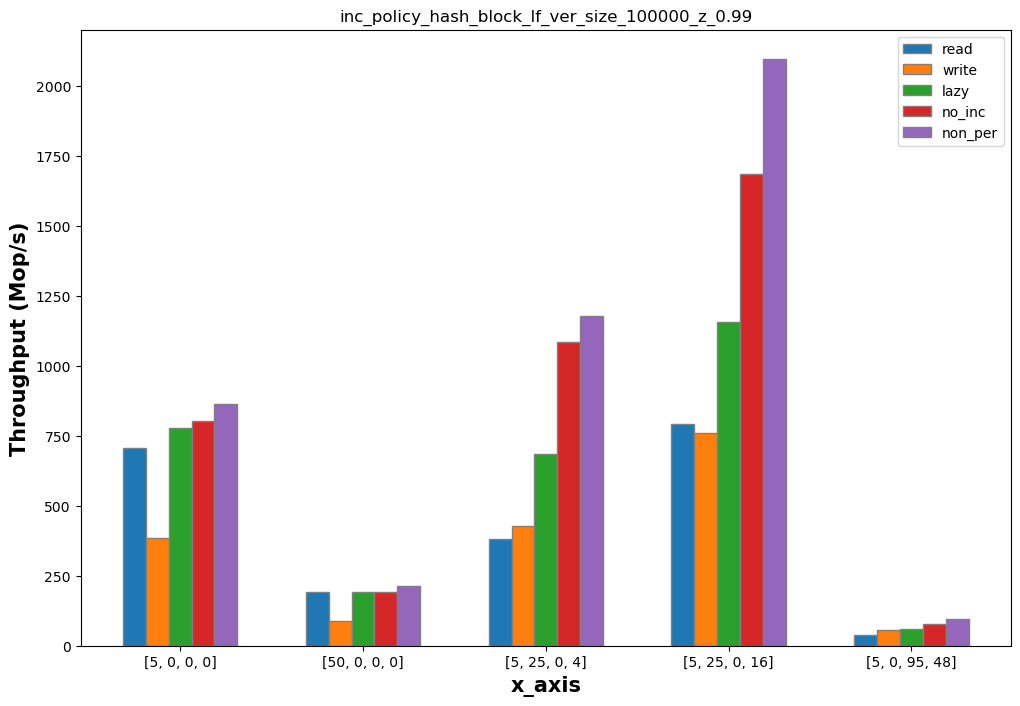 inc_policy_hash_block_lf_ver_size_100000_z_0.99
read
write
lazy
no_inc
non_per
Throughput (Mop/s)
2000
1750
1500
1250
1000
750
500
250
0
[5, 0, 0, 0]
[50, 0, 0, 0]
[5, 25, 0, 4]
[5, 25, 0, 16]
[5, 0, 95, 48]
x_axis